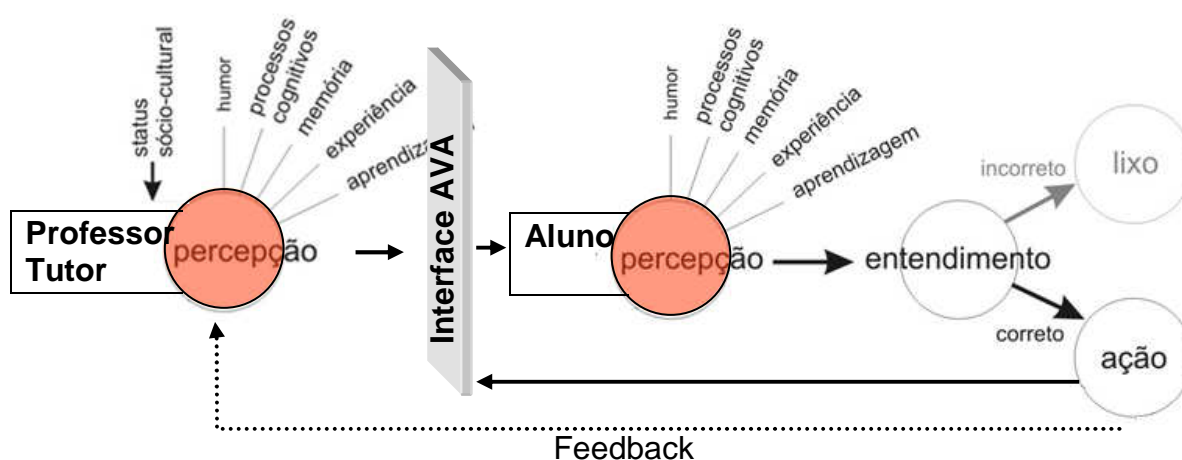 status
sócio-cultural
humor
processos
cognitivos
memória
experiência
Professor
Tutor
percepção
Interface AVA
humor
processos
cognitivos
memória
experiência
aprendizagem
Aluno
percepção
entendimento
incorreto
lixo
correto
ação
Feedback